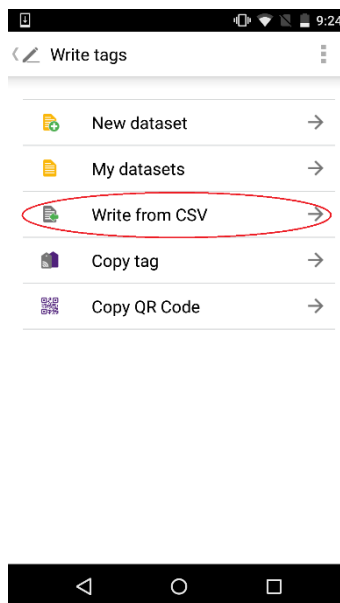 9:24
Write tags
New dataset
My datasets
Write from CSV
Copy tag
Copy QR Code